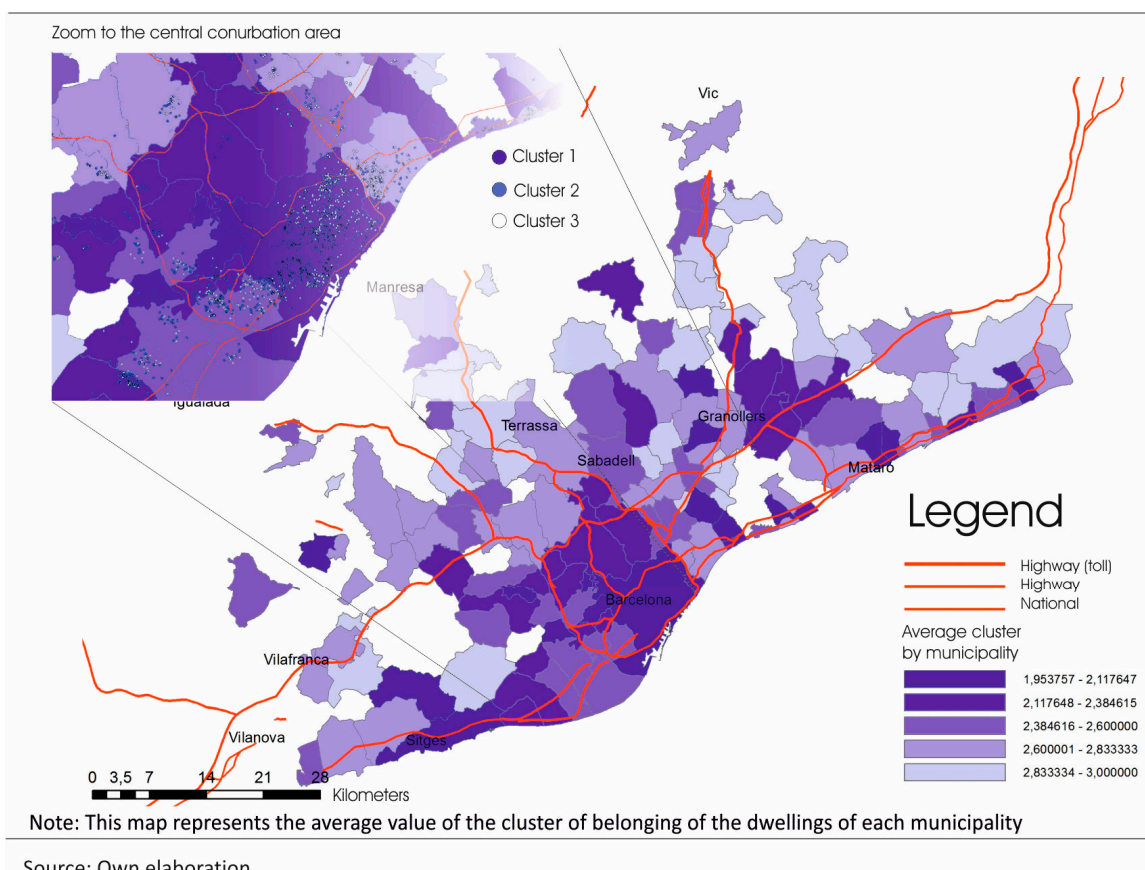 Zoom to the central conurbation area
Cluster 1
Cluster 2
Cluster 3
Vic
Manresa
Igualada
Terrassa
Granollers
Sabadell
Mataró
Barcelona
Vilafranca
Vilanova
Sitges
Legend
Highway (toll)
Highway
National
Average cluster
by municipality
1,953757 - 2,117647
2,117648 - 2,384615
2,384616 - 2,600000
2,600001 - 2,833333
2,833334 - 3,000000
0 3,5 7 14 21 28
Kilometers
Note: This map represents the average value of the cluster of belonging of the dwellings of each municipality
Source: Own elaboration